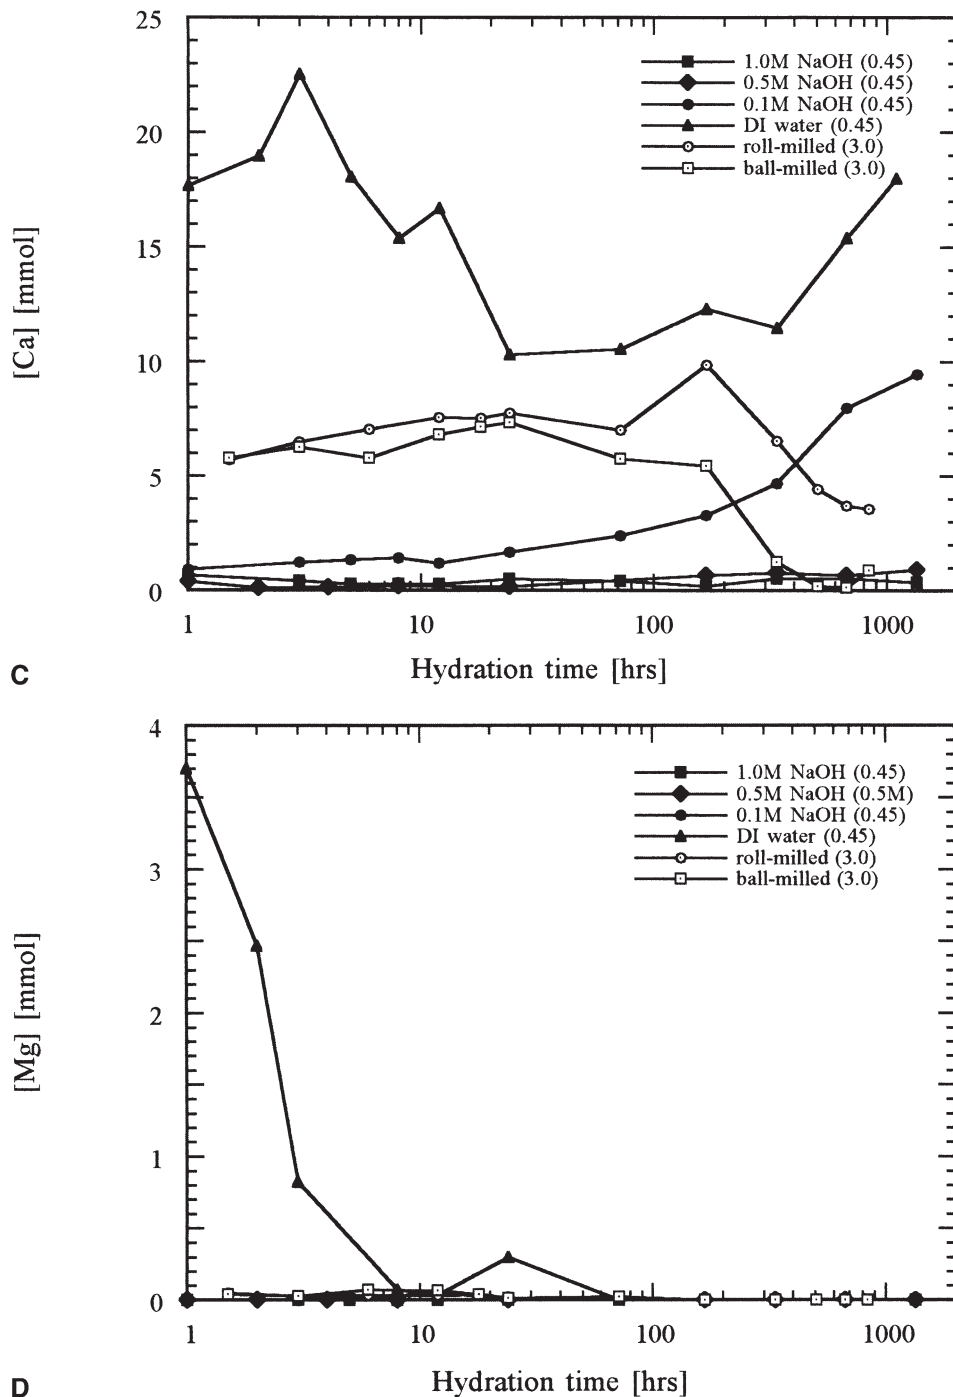 25
20
15
10
5
0
[Ca] [mmol]
1.0M NaOH (0.45)
0.5M NaOH (0.45)
0.1M NaOH (0.45)
DI water (0.45)
roll-milled (3.0)
ball-milled (3.0)
1 10 100 1000
Hydration time [hrs]
C
4
3
2
1
0
[Mg] [mmol]
1.0M NaOH (0.45)
0.5M NaOH (0.5M)
0.1M NaOH (0.45)
DI water (0.45)
roll-milled (3.0)
ball-milled (3.0)
1 10 100 1000
Hydration time [hrs]
D